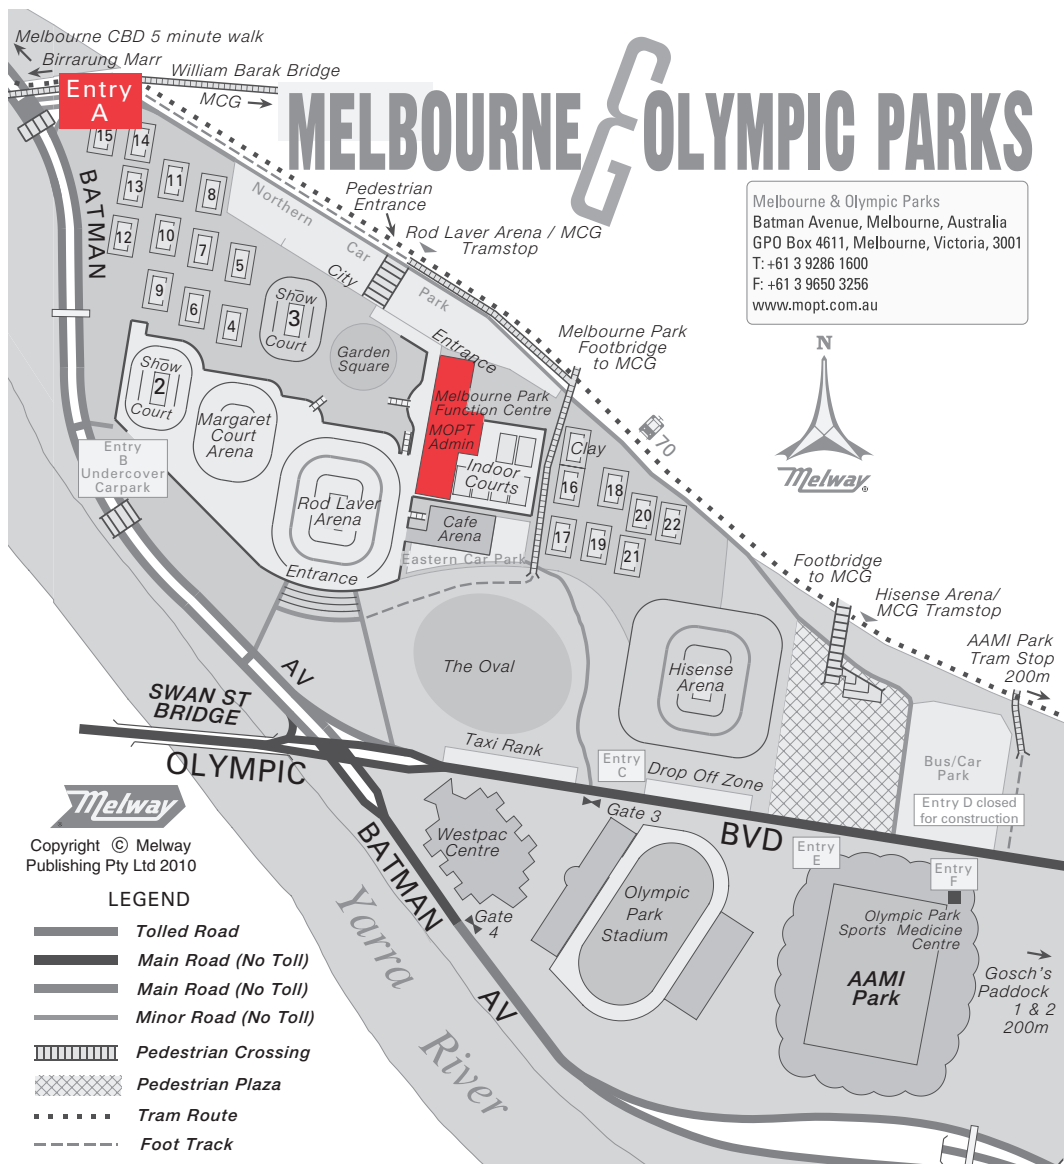 Melbourne CBD 5 minute walk
Birrarung Marr
William Barak Bridge
MCG
Entry
A
MELBOURNE & OLYMPIC PARKS
Melbourne & Olympic Parks
Batman Avenue, Melbourne, Australia
GPO Box 4611, Melbourne, Victoria, 3001
T: +61 3 9286 1600
F: +61 3 9650 3256
www.mopt.com.au
N
Melway
BATMAN
15
14
13
11
8
12
10
7
5
9
6
4
Northern
Car
Park
Pedestrian
Entrance
Rod Laver Arena / MCG
Tramstop
City
Entrance
Show
3
Court
Garden
Square
Melbourne Park
Footbridge
to MCG
70
Show
2
Court
Margaret
Court
Arena
Melbourne Park
Function Centre
MOPT
Admin
Indoor
Courts
Clay
16
18
20
22
17
19
21
Entry
B
Undercover
Carpark
Rod Laver
Arena
Cafe
Arena
Eastern Car Park
Entrance
Footbridge
to MCG
Hisense Arena/
MCG Tramstop
AAMI Park
Tram Stop
200m
The Oval
Hisense
Arena
AV
SWAN ST
BRIDGE
OLYMPIC
Taxi Rank
Entry
C
Drop Off Zone
Bus/Car
Park
Entry D closed
for construction
Gate 3
BVD
Entry
E
Entry
F
BATMAN
Westpac
Centre
Gate
4
Olympic
Park
Stadium
Olympic Park
Sports Medicine
Centre
AAMI
Park
Gosch's
Paddock
1 & 2
200m
AV
Yarra
River
Melway
Copyright © Melway
Publishing Pty Ltd 2010
LEGEND
Tolled Road
Main Road (No Toll)
Main Road (No Toll)
Minor Road (No Toll)
Pedestrian Crossing
Pedestrian Plaza
Tram Route
Foot Track